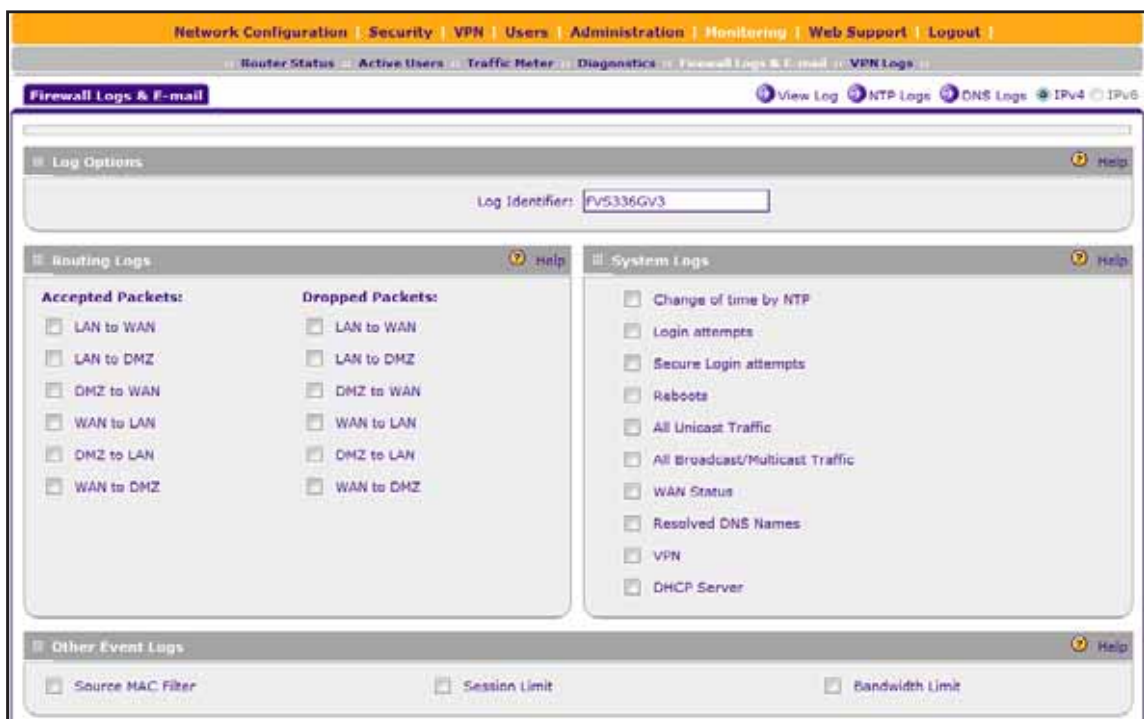 Network Configuration | Security | VPN | Users | Administration | Monitoring | Web Support | Logout |
:: Router Status :: Active Users :: Traffic Meter :: Diagnostics :: Firewall Logs & E-mail :: VPN Logs ::
Firewall Logs & E-mail
View Log NTP Logs DNS Logs IPv4 IPv6
Log Options
Help
Log Identifier: FVS336GV3
Routing Logs
Help
Accepted Packets:
LAN to WAN
LAN to DMZ
DMZ to WAN
WAN to LAN
DMZ to LAN
WAN to DMZ
Dropped Packets:
LAN to WAN
LAN to DMZ
DMZ to WAN
WAN to LAN
DMZ to LAN
WAN to DMZ
System Logs
Help
Change of time by NTP
Login attempts
Secure Login attempts
Reboots
All Unicast Traffic
All Broadcast/Multicast Traffic
WAN Status
Resolved DNS Names
VPN
DHCP Server
Other Event Logs
Help
Source MAC Filter
Session Limit
Bandwidth Limit